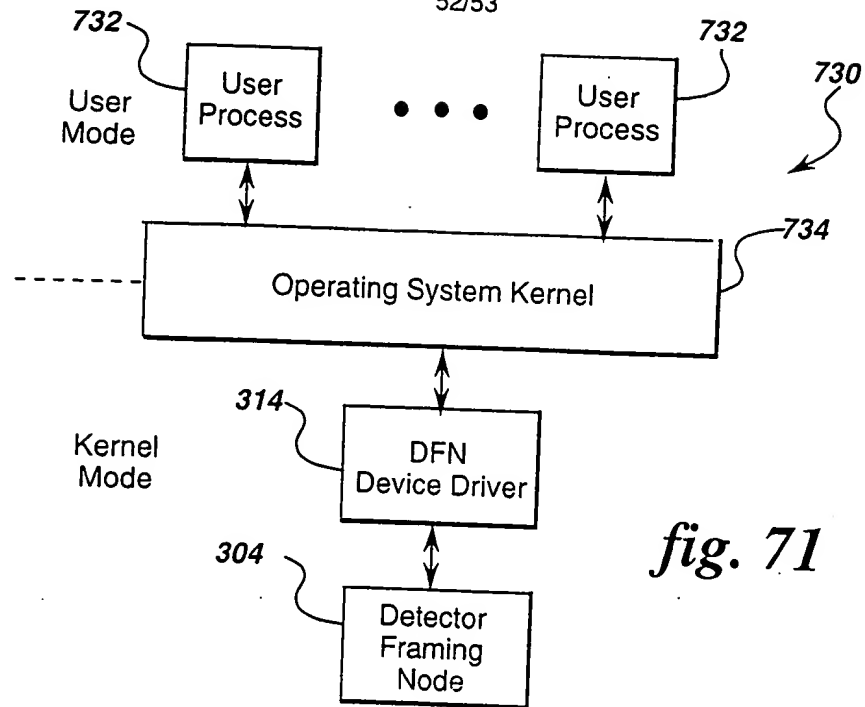 52/53
732
User
Process
User
Mode
• • •
732
User
Process
730
734
Operating System Kernel
314
DFN
Device Driver
Kernel
Mode
304
Detector
Framing
Node
fig. 71